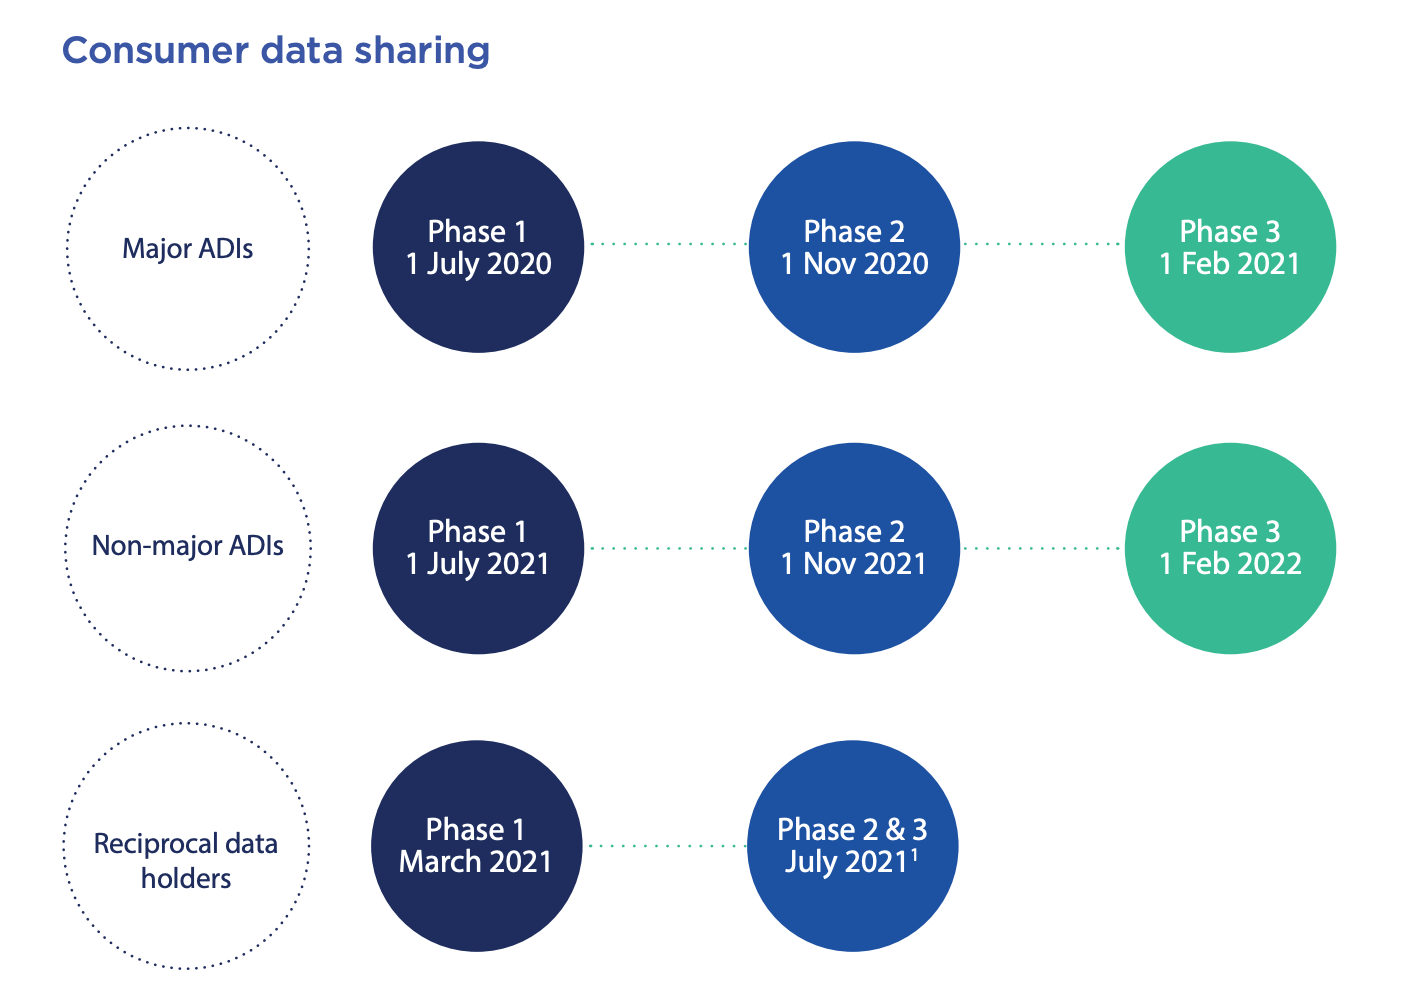 Consumer data sharing
Major ADIs
Phase 1
1 July 2020
Phase 2
1 Nov 2020
Phase 3
1 Feb 2021
Non-major ADIs
Phase 1
1 July 2021
Phase 2
1 Nov 2021
Phase 3
1 Feb 2022
Reciprocal data
holders
Phase 1
March 2021
Phase 2 & 3
July 2021¹